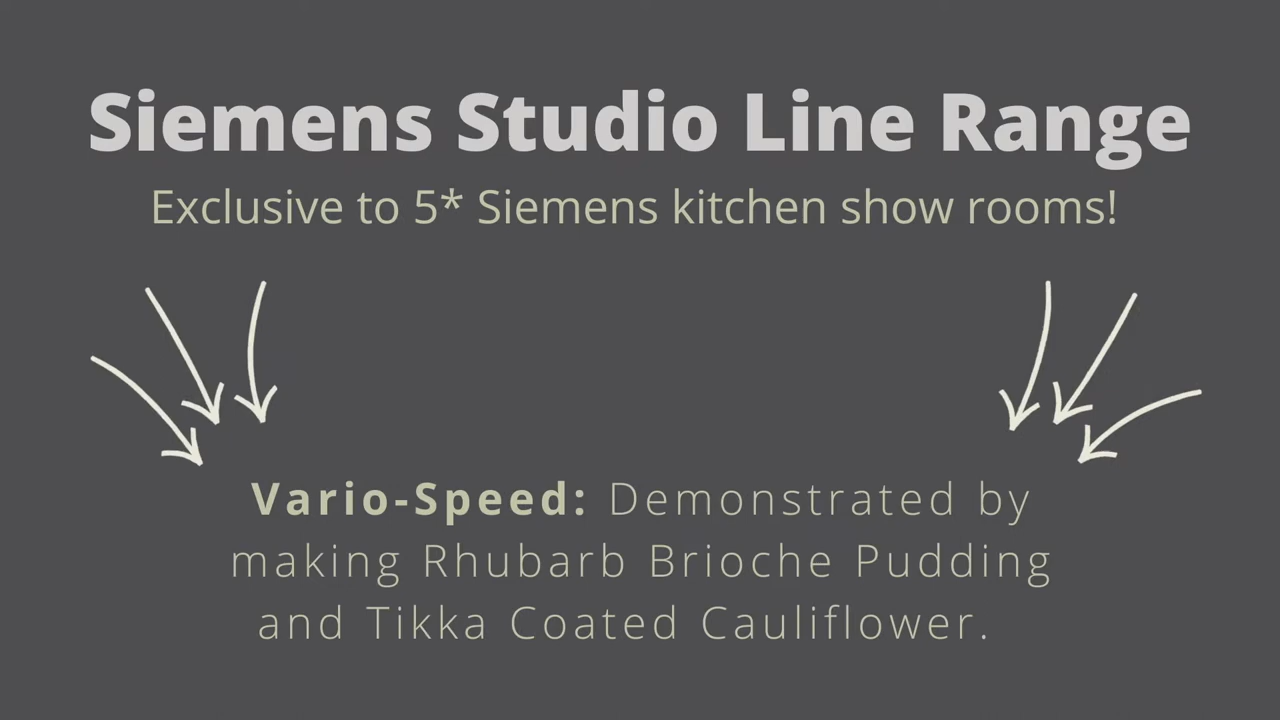 Siemens Studio Line Range
Exclusive to 5* Siemens kitchen show rooms!
Vario-Speed: Demonstrated by
making Rhubarb Brioche Pudding
and Tikka Coated Cauliflower.